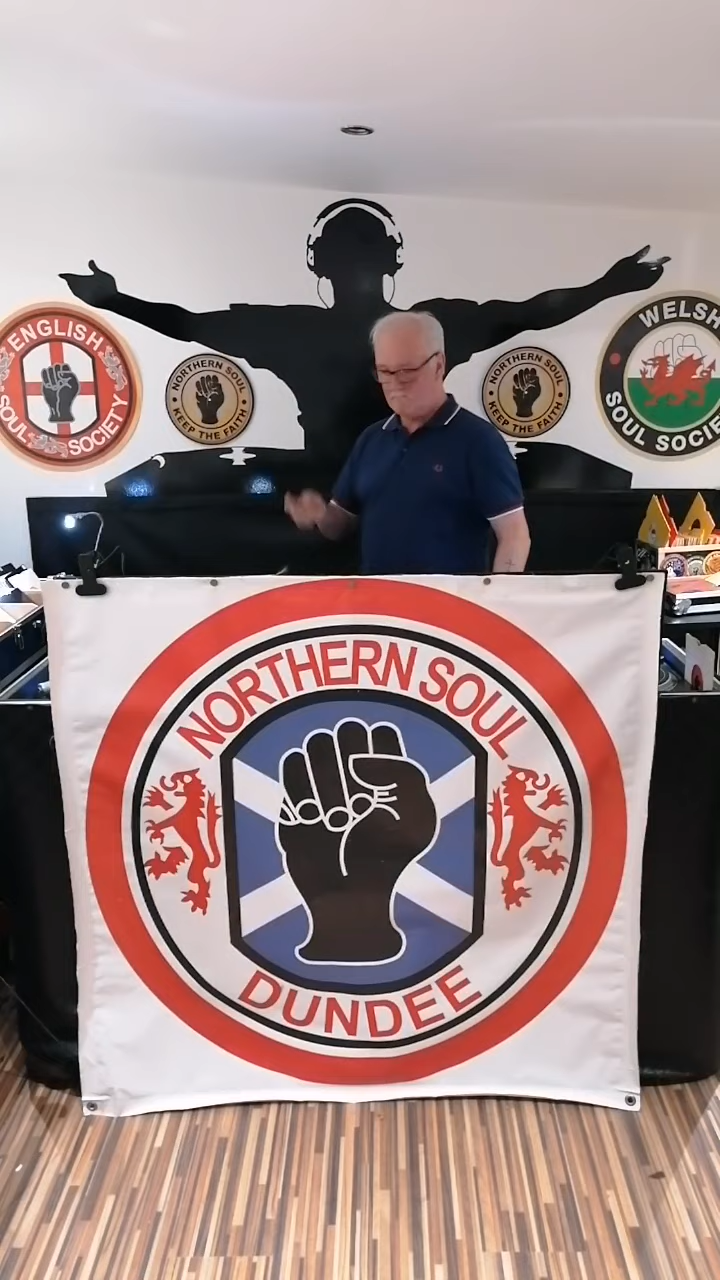 ENGLISH
SOUL SOCIETY
NORTHERN SOUL
KEEP THE FAITH
NORTHERN SOUL
KEEP THE FAITH
WELSH
SOUL SOCIE
NORTHERN SOUL
DUNDEE